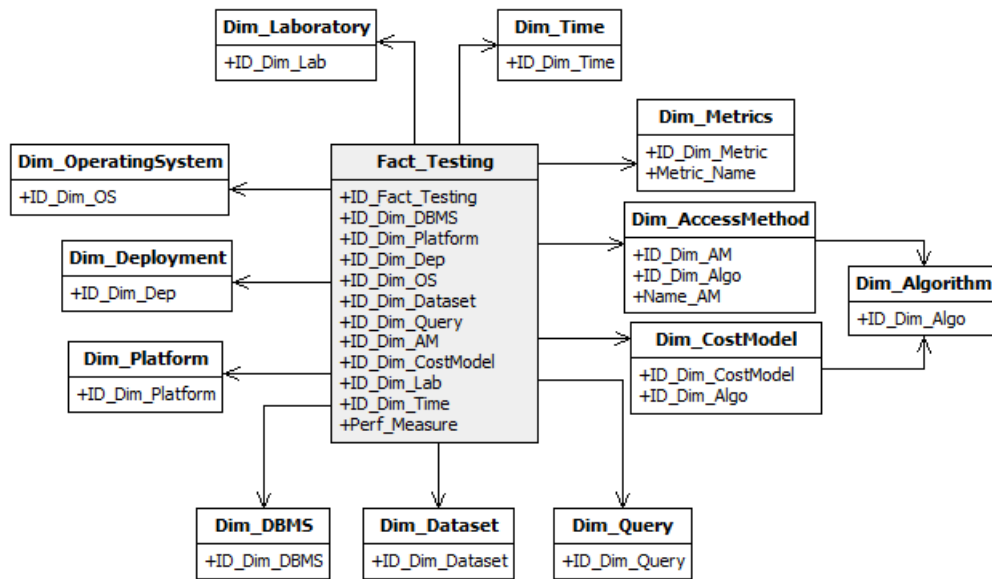 Dim_Laboratory
+ID_Dim_Lab
Dim_Time
+ID_Dim_Time
Dim_Metrics
+ID_Dim_Metric
+Metric_Name
Dim_OperatingSystem
+ID_Dim_OS
Fact_Testing
+ID_Fact_Testing
+ID_Dim_DBMS
+ID_Dim_Platform
+ID_Dim_Dep
+ID_Dim_OS
+ID_Dim_Dataset
+ID_Dim_Query
+ID_Dim_AM
+ID_Dim_CostModel
+ID_Dim_Lab
+ID_Dim_Time
+Perf_Measure
Dim_AccessMethod
+ID_Dim_AM
+ID_Dim_Algo
+Name_AM
Dim_Deployment
+ID_Dim_Dep
Dim_Algorithm
+ID_Dim_Algo
Dim_CostModel
+ID_Dim_CostModel
+ID_Dim_Algo
Dim_Platform
+ID_Dim_Platform
Dim_DBMS
+ID_Dim_DBMS
Dim_Dataset
+ID_Dim_Dataset
Dim_Query
+ID_Dim_Query